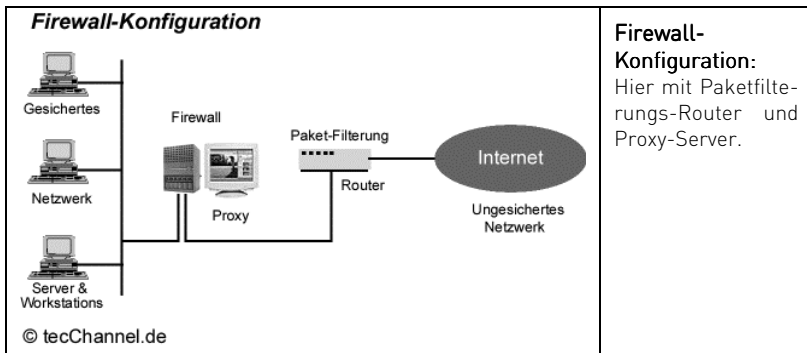 Firewall-Konfiguration
Gesichertes
Netzwerk
Server &
Workstations
Firewall
Proxy
Paket-Filterung
Router
Internet
Ungesichertes
Netzwerk
© tecChannel.de
Firewall-
Konfiguration:
Hier mit Paketfilte-
rungs-Router und
Proxy-Server.